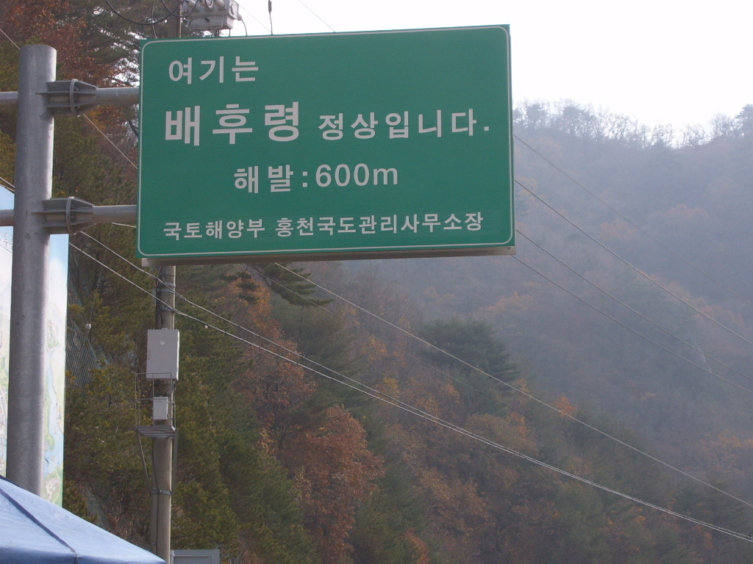 여기는
배후령 정상입니다.
해발 : 600m
국토해양부 홍천국도관리사무소장